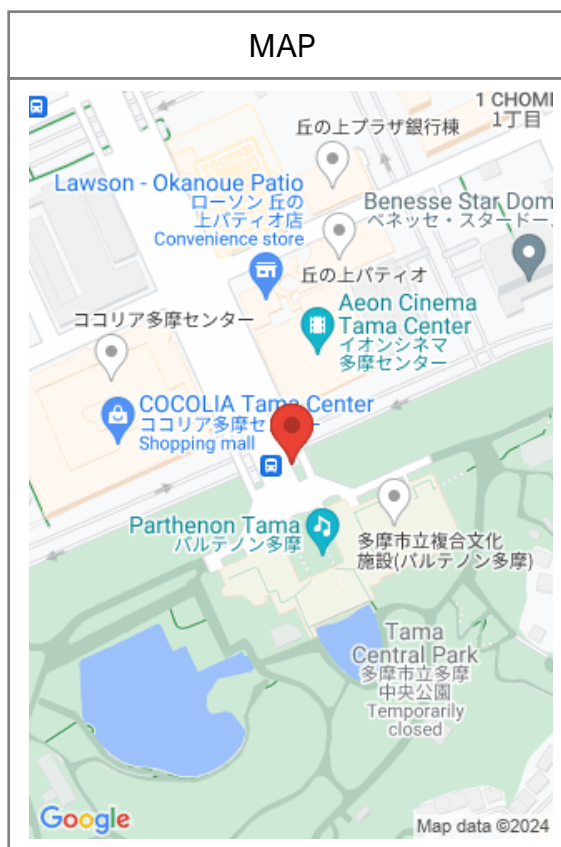 MAP
1 CHOM
1丁目
丘の上プラザ銀行棟
Lawson - Okanoue Patio
ローソン 丘の
上パティオ店
Convenience store
Benesse Star Dom
ベネッセ・スタードー
丘の上パティオ
Aeon Cinema
Tama Center
イオンシネマ
多摩センター
ココリア多摩センター
COCOLIA Tama Center
ココリア多摩セ
Shopping mall
Parthenon Tama
パルテノン多摩
多摩市立複合文化
施設(パルテノン多摩)
Tama
Central Park
多摩市立多摩
中央公園
Temporarily
closed
Google
Map data ©2024